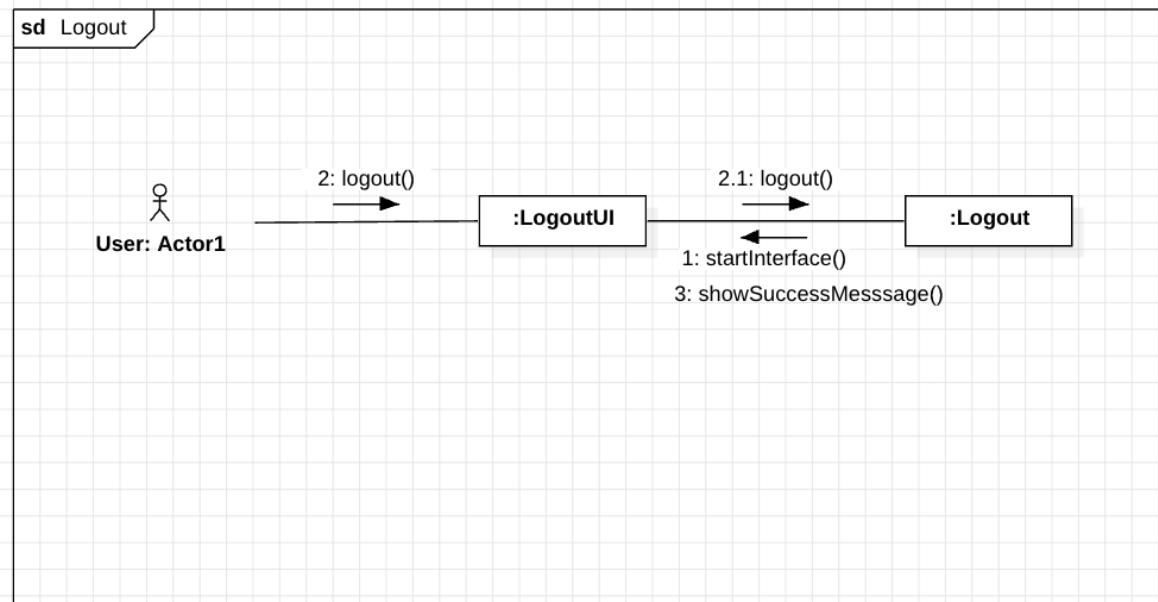 sd Logout
2: logout()
2.1: logout()
:LogoutUI
:Logout
User: Actor1
1: startInterface()
3: showSuccessMesssage()